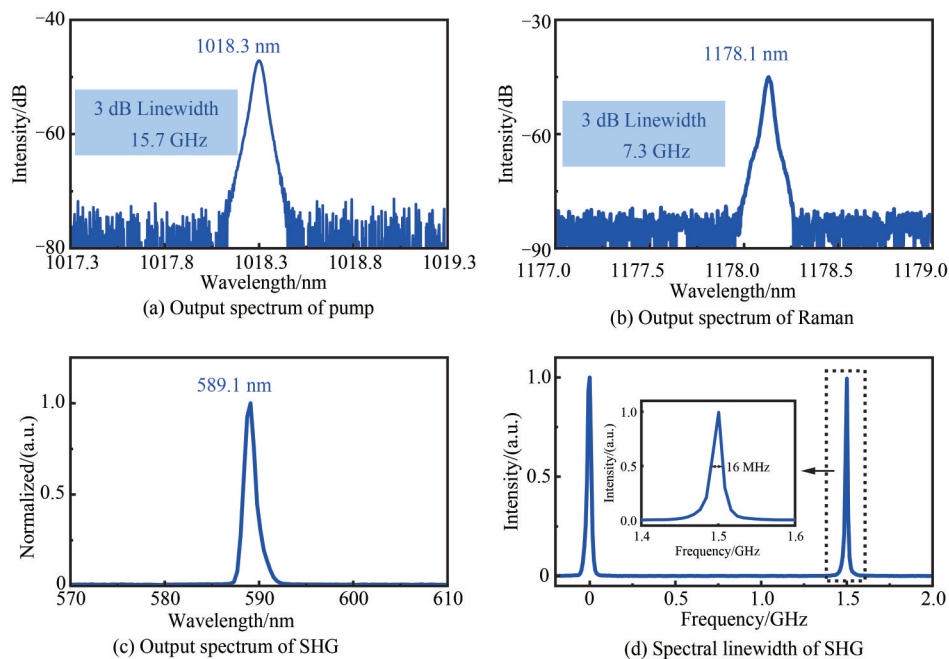 −40
−60
−80
Intensity/dB
1018.3 nm
3 dB Linewidth
15.7 GHz
1017.3 1017.8 1018.3 1018.8 1019.3
Wavelength/nm
(a) Output spectrum of pump
−30
−60
−90
Intensity/dB
1178.1 nm
3 dB Linewidth
7.3 GHz
1177.0 1177.5 1178.0 1178.5 1179.0
Wavelength/nm
(b) Output spectrum of Raman
1.0
0.5
0
Normalized/(a.u.)
589.1 nm
570 580 590 600 610
Wavelength/nm
(c) Output spectrum of SHG
1.0
0.5
0
Intensity/(a.u.)
1.0
0.5
0.0
Intensity/(a.u.)
16 MHz
1.4 1.5 1.6
Frequency/GHz
0 0.5 1.0 1.5 2.0
Frequency/GHz
(d) Spectral linewidth of SHG